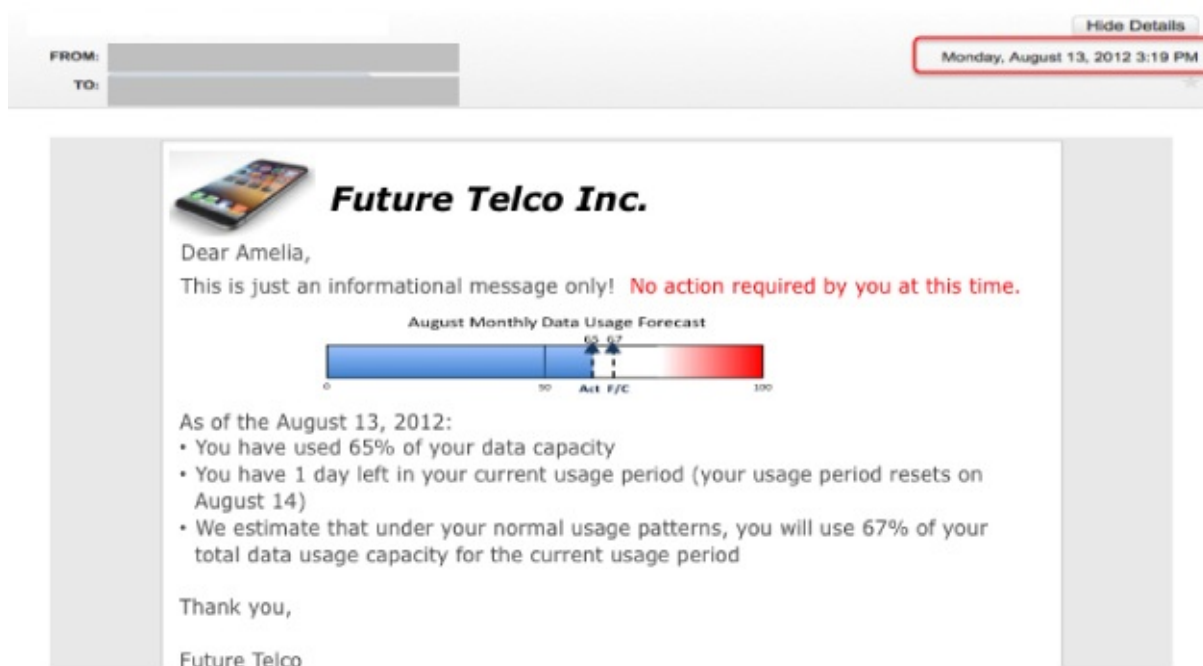 Hide Details
FROM:
Monday, August 13, 2012 3:19 PM
TO:
Future Telco Inc.
Dear Amelia,
This is just an informational message only! No action required by you at this time.
August Monthly Data Usage Forecast
65 67
0 50 Act F/C 100
As of the August 13, 2012:
• You have used 65% of your data capacity
• You have 1 day left in your current usage period (your usage period resets on
August 14)
• We estimate that under your normal usage patterns, you will use 67% of your
total data usage capacity for the current usage period
Thank you,
Future Telco